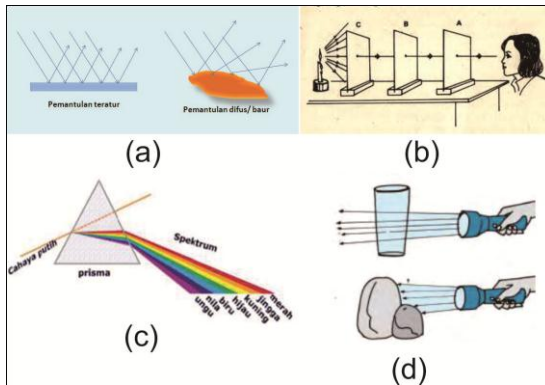 Pemantulan teratur
Pemantulan difus/ baur
(a)
C
B
A
(b)
Cahaya putih
prisma
Spektrum
merah
jingga
kuning
hijau
biru
nila
ungu
(c)
(d)